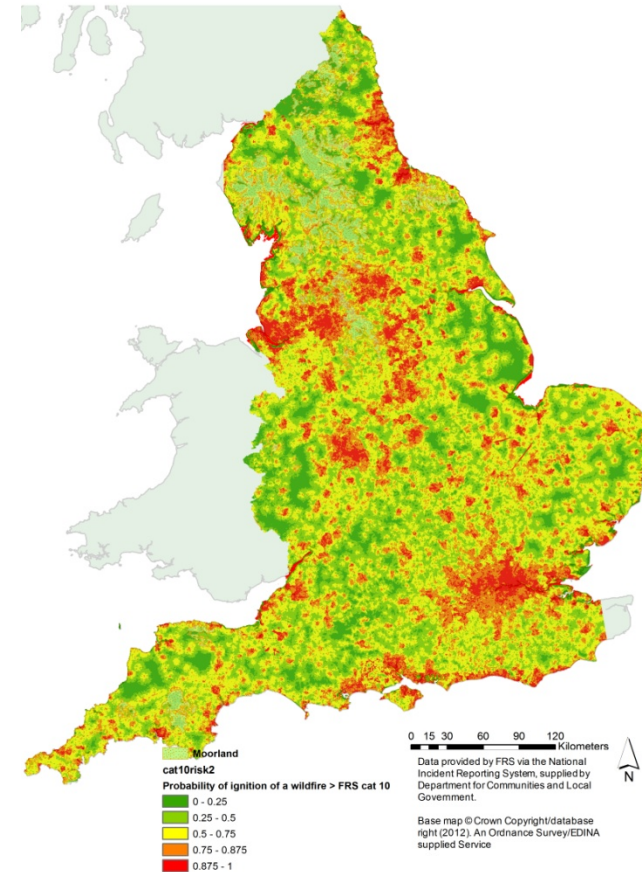 Moorland
cat10risk2
Probability of ignition of a wildfire > FRS cat 10
0 - 0.25
0.25 - 0.5
0.5 - 0.75
0.75 - 0.875
0.875 - 1
0 15 30 60 90 120
Kilometers
N
Data provided by FRS via the National
Incident Reporting System, supplied by
Department for Communities and Local
Government.
Base map © Crown Copyright/database
right (2012). An Ordnance Survey/EDINA
supplied Service